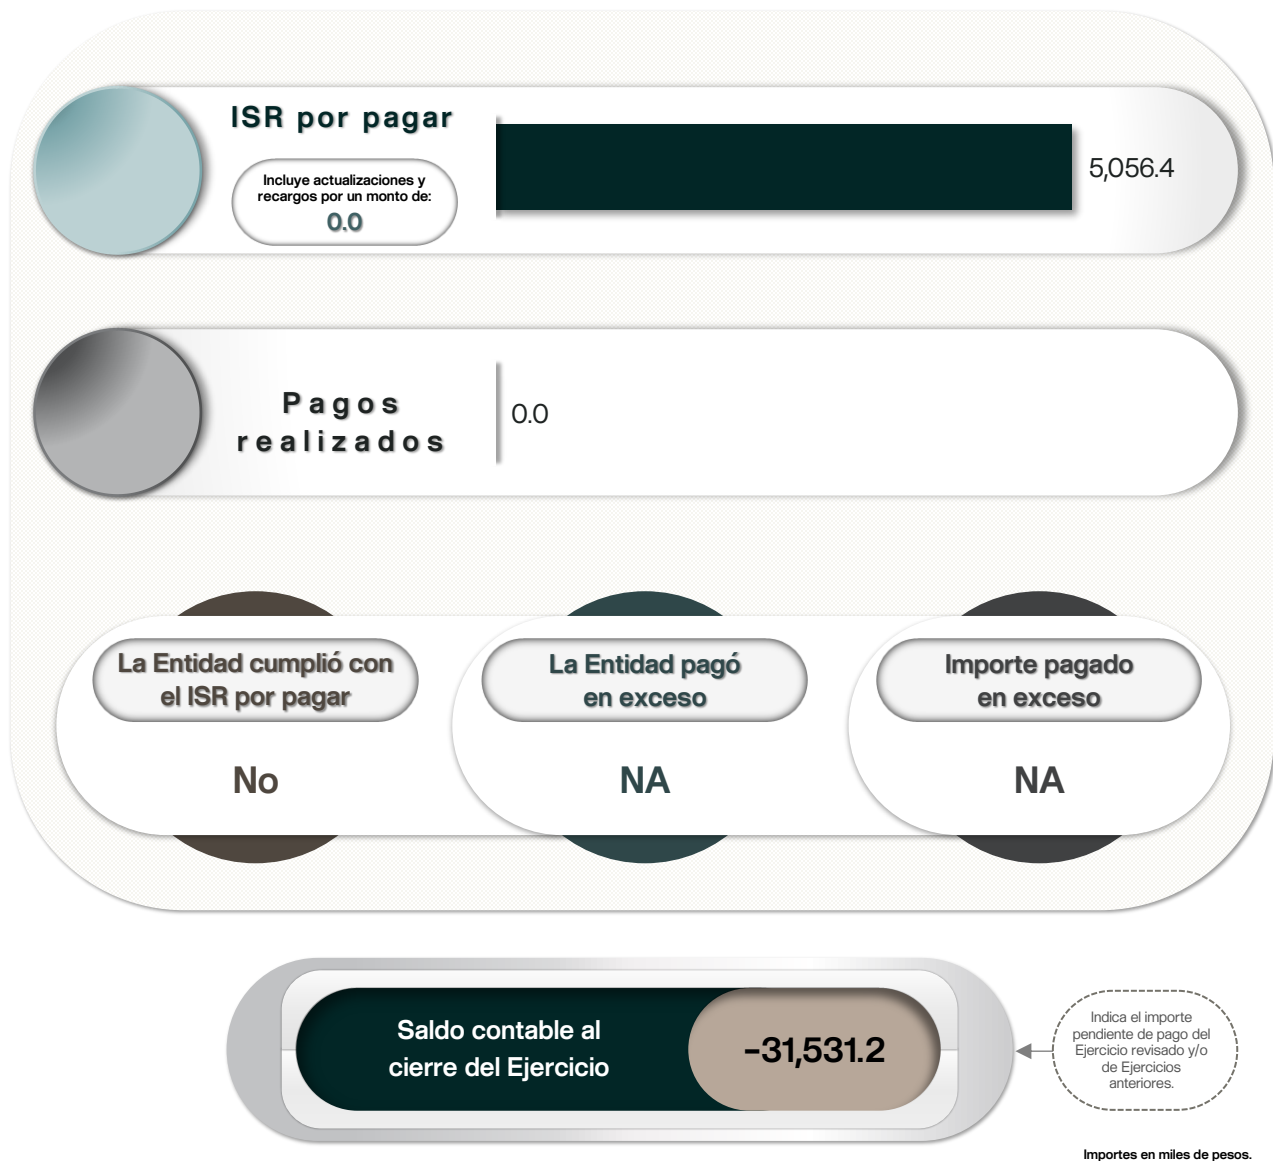 ISR por pagar
Incluye actualizaciones y
recargos por un monto de:
0.0
5,056.4
Pagos
realizados
0.0
La Entidad cumplió con
el ISR por pagar
No
La Entidad pagó
en exceso
NA
Importe pagado
en exceso
NA
Saldo contable al
cierre del Ejercicio
-31,531.2
Indica el importe
pendiente de pago del
Ejercicio revisado y/o
de Ejercicios
anteriores.
Importes en miles de pesos.